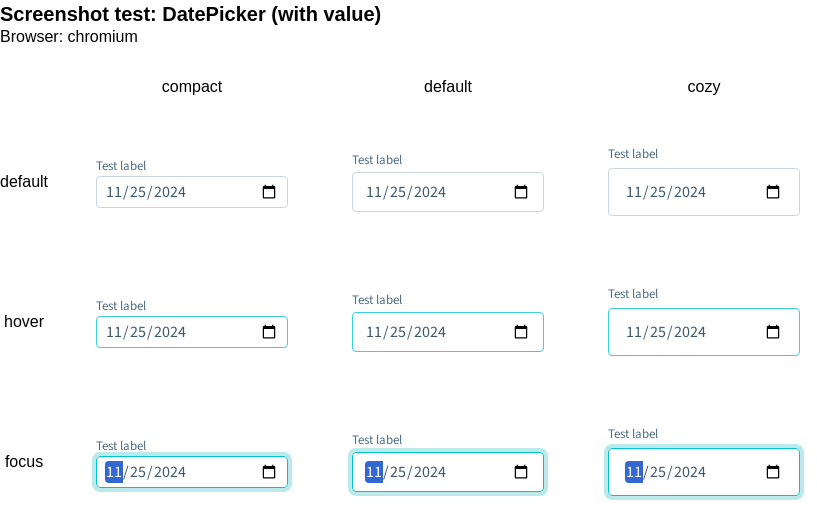 Screenshot test: DatePicker (with value)
Browser: chromium
compact default cozy
default
Test label Test label Test label
11/25/2024 11/25/2024 11/25/2024
hover
Test label Test label Test label
11/25/2024 11/25/2024 11/25/2024
focus
Test label Test label Test label
11/25/2024 11/25/2024 11/25/2024